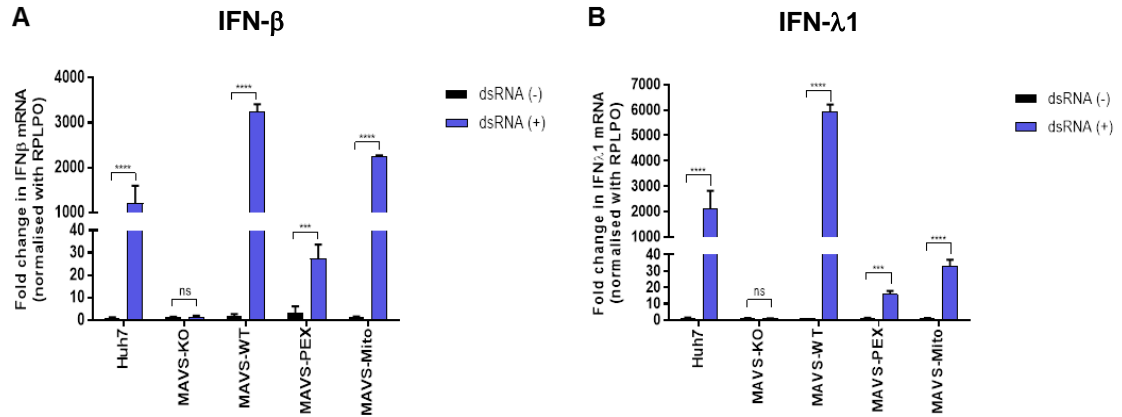 A
IFN-β
Fold change in IFNβ mRNA
(normalised with RPLPO)
4000
3000
2000
1000
40
30
20
10
0
****
ns
****
***
****
Huh7
MAVS-KO
MAVS-WT
MAVS-PEX
MAVS-Mito
dsRNA (-)
dsRNA (+)
B
IFN-λ1
Fold change in IFNλ1 mRNA
(normalised with RPLPO)
7000
6000
5000
4000
3000
2000
1000
40
30
20
10
0
****
ns
****
***
****
Huh7
MAVS-KO
MAVS-WT
MAVS-PEX
MAVS-Mito
dsRNA (-)
dsRNA (+)